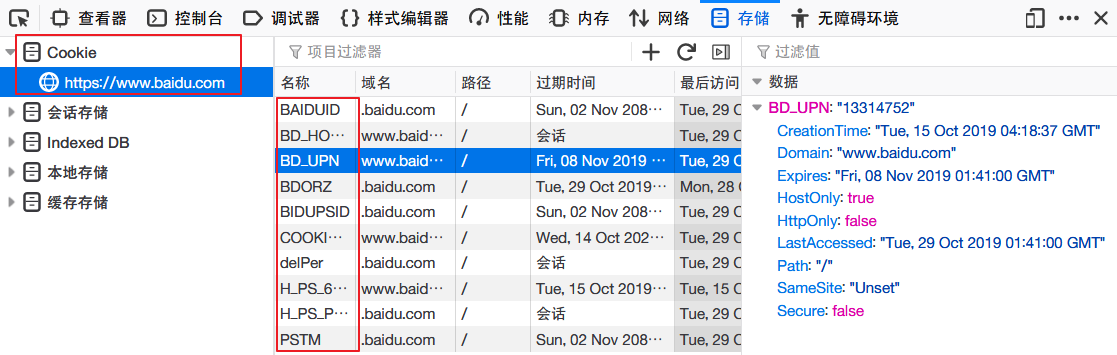 查看器 控制台 调试器 样式编辑器 性能 内存 网络 存储 无障碍环境
Cookie
https://www.baidu.com
会话存储
Indexed DB
本地存储
缓存存储
项目过滤器
名称 域名 路径 过期时间 最后访问
BAIDUID .baidu.com / Sun, 02 Nov 208… Tue, 29 O
BD_HO… www.baid… / 会话 Tue, 29 O
BD_UPN www.baid… / Fri, 08 Nov 2019 … Tue, 29 O
BDORZ .baidu.com / Tue, 29 Oct 2019… Mon, 28 O
BIDUPSID .baidu.com / Sun, 02 Nov 208… Tue, 29 O
COOKI… www.baid… / Wed, 14 Oct 202… Tue, 29 O
delPer .baidu.com / 会话 Tue, 29 O
H_PS_6… www.baid… / Tue, 15 Oct 2019… Tue, 15 O
H_PS_P… .baidu.com / 会话 Tue, 29 O
PSTM .baidu.com / Sun, 02 Nov 208… Tue, 29 O
过滤值
数据
BD_UPN: "13314752"
CreationTime: "Tue, 15 Oct 2019 04:18:37 GMT"
Domain: "www.baidu.com"
Expires: "Fri, 08 Nov 2019 01:41:00 GMT"
HostOnly: true
HttpOnly: false
LastAccessed: "Tue, 29 Oct 2019 01:41:00 GMT"
Path: "/"
SameSite: "Unset"
Secure: false